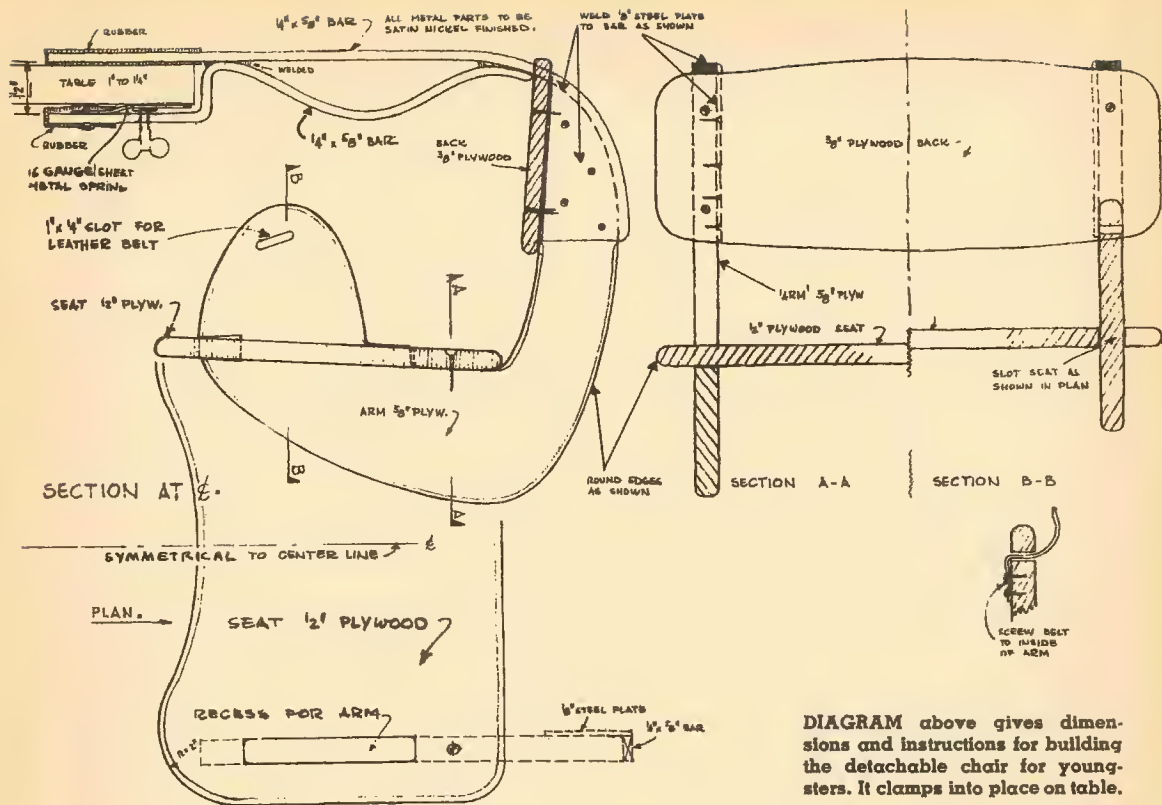 RUBBER
1/4" x 5/8" BAR
ALL METAL PARTS TO BE
SATIN NICKEL FINISHED.
WELD 1/8" STEEL PLATE
TO BAR AS SHOWN
TABLE 1" TO 1 1/4"
WELDED
RUBBER
1/4" x 5/8" BAR
16 GAUGE SHEET
METAL SPRING
BACK
3/8" PLYWOOD
3/8" PLYWOOD BACK
B
1" x 1/4" SLOT FOR
LEATHER BELT
A
SEAT 1/2" PLYW.
'ARM' 5/8" PLYW
1/2" PLYWOOD SEAT
SLOT SEAT AS
SHOWN IN PLAN
ARM 5/8" PLYW.
B
A
ROUND EDGES
AS SHOWN
SECTION AT ℄.
SECTION A-A
SECTION B-B
SYMMETRICAL TO CENTER LINE ℄
PLAN.
SEAT 1/2" PLYWOOD
SCREW BELT
TO INSIDE
OF ARM
RECESS FOR ARM
1/8" STEEL PLATE
R=2"
DIAGRAM above gives dimen-
sions and instructions for building
the detachable chair for young-
sters. It clamps into place on table.